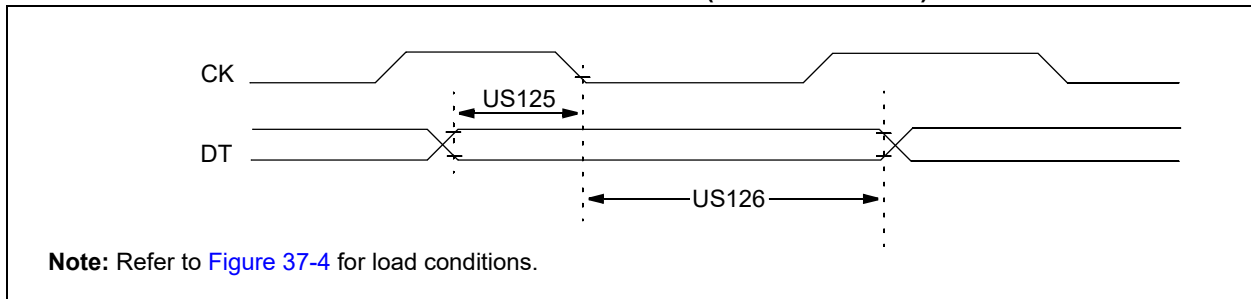 CK
US125
DT
US126
Note: Refer to Figure 37-4 for load conditions.